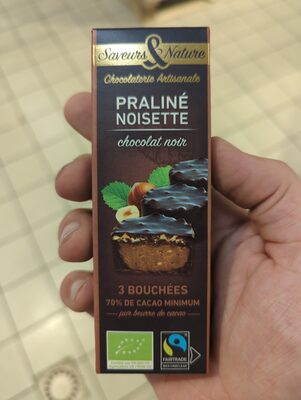 Saveurs & Nature
Chocolaterie Artisanale
PRALINÉ
NOISETTE
chocolat noir
3 BOUCHÉES
70% DE CACAO MINIMUM
pur beurre de cacao
FAIRTRADE